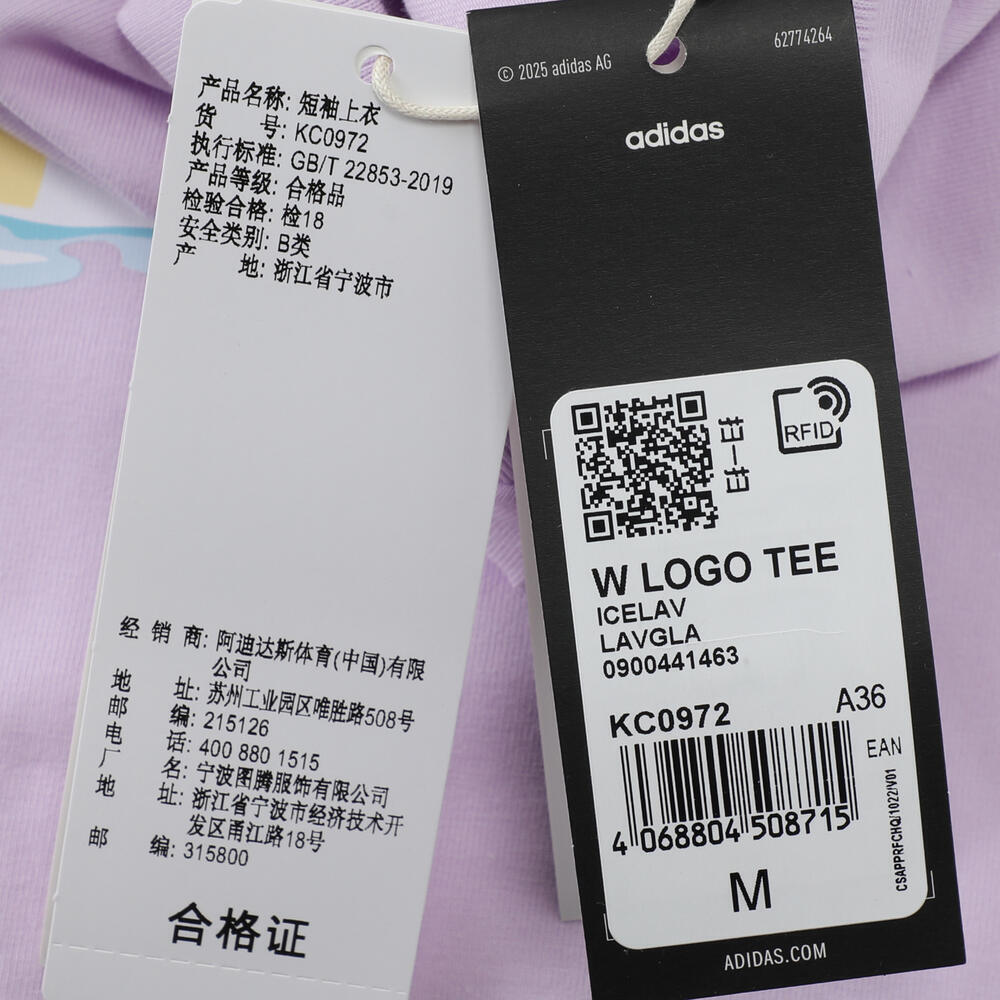 产品名称: 短袖上衣
货 号: KC0972
执行标准: GB/T 22853-2019
产品等级: 合格品
检验合格: 检18
安全类别: B类
产 地: 浙江省宁波市
经 销 商: 阿迪达斯体育(中国)有限
公司
地 址: 苏州工业园区唯胜路508号
邮 编: 215126
电 话: 400 880 1515
厂 名: 宁波图腾服饰有限公司
地 址: 浙江省宁波市经济技术开
发区甬江路18号
邮 编: 315800
合格证
© 2025 adidas AG
62774264
adidas
RFID
W LOGO TEE
ICELAV
LAVGLA
0900441463
KC0972
A36
EAN
4 068804 508715
CSAPPRFCHQ/1022/V01
M
ADIDAS.COM